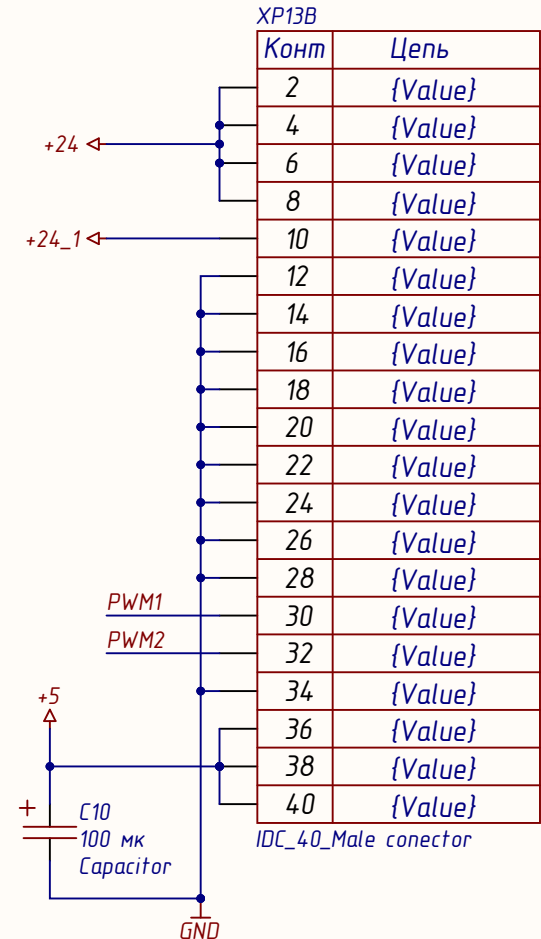 XP13B
Конт Цепь
2 {Value}
4 {Value}
+24
6 {Value}
8 {Value}
+24_1 10 {Value}
12 {Value}
14 {Value}
16 {Value}
18 {Value}
20 {Value}
22 {Value}
24 {Value}
26 {Value}
28 {Value}
PWM1 30 {Value}
PWM2 32 {Value}
34 {Value}
+5
36 {Value}
38 {Value}
40 {Value}
IDC_40_Male conector
+ C10
100 мк
Capacitor
GND